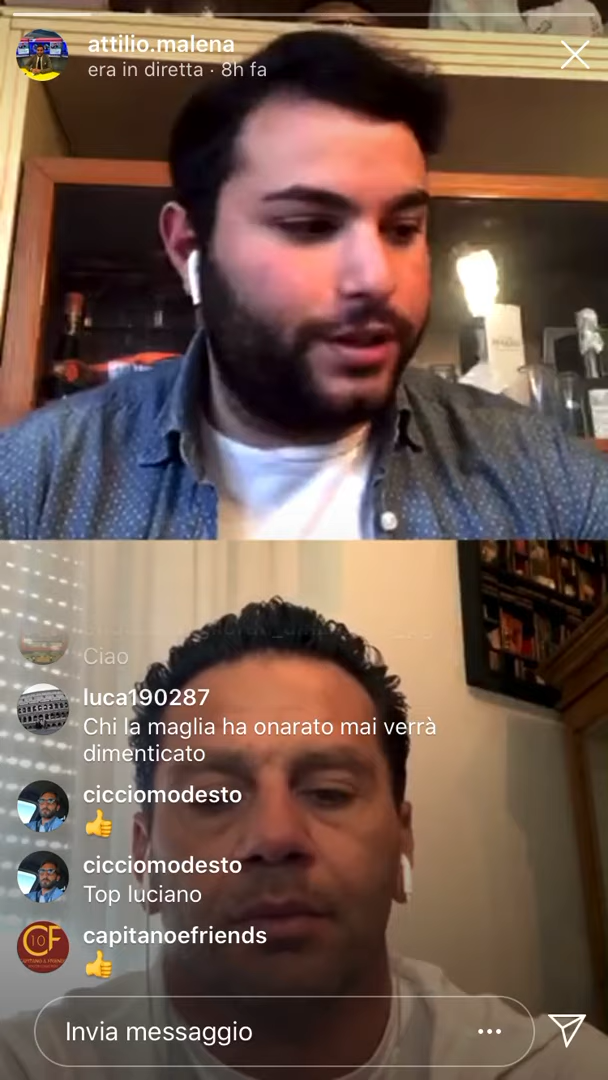 attilio.malena
era in diretta · 8h fa
Ciao
luca190287
Chi la maglia ha onarato mai verrà
dimenticato
cicciomodesto
👍
cicciomodesto
Top luciano
capitanoefriends
👍
Invia messaggio